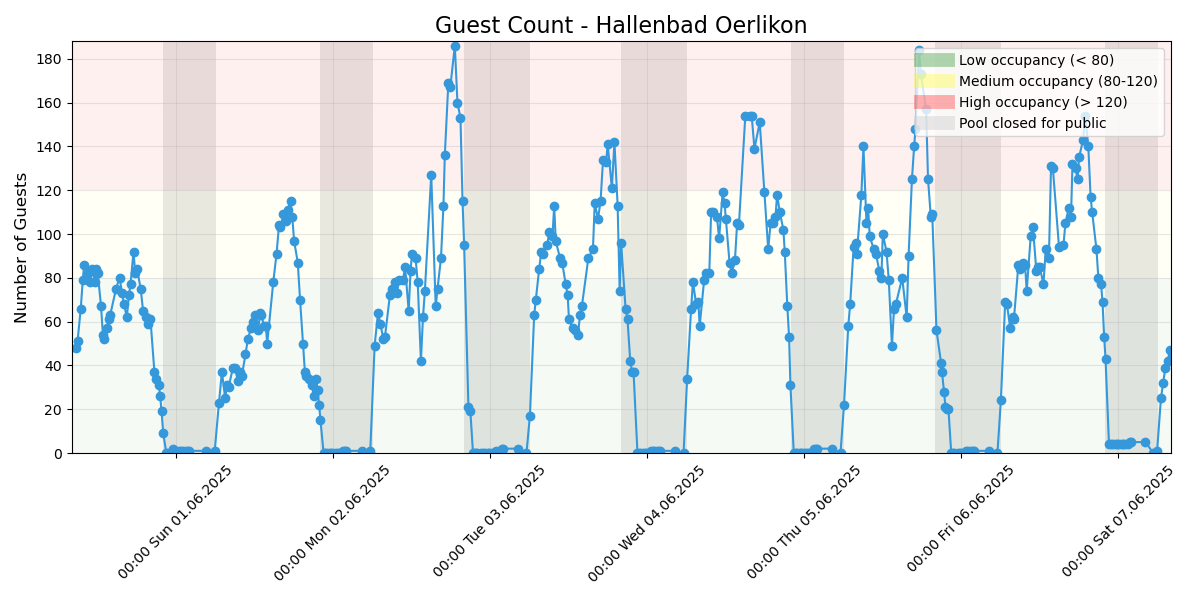 Guest Count - Hallenbad Oerlikon
Number of Guests
180
160
140
120
100
80
60
40
20
0
Low occupancy (< 80)
Medium occupancy (80-120)
High occupancy (> 120)
Pool closed for public
00:00 Sun 01.06.2025
00:00 Mon 02.06.2025
00:00 Tue 03.06.2025
00:00 Wed 04.06.2025
00:00 Thu 05.06.2025
00:00 Fri 06.06.2025
00:00 Sat 07.06.2025